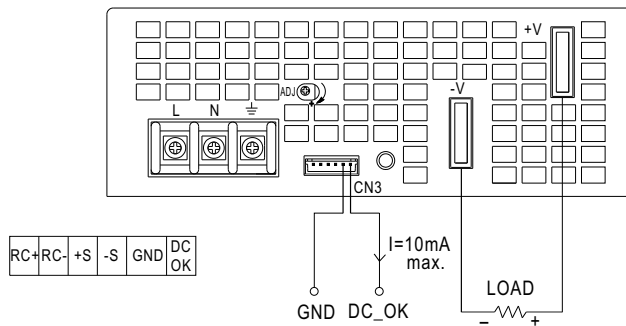 +V
-V
ADJ
+
L N ⏚
CN3
I=10mA
max.
RC+ RC- +S -S GND DC OK
LOAD
GND DC_OK
– +